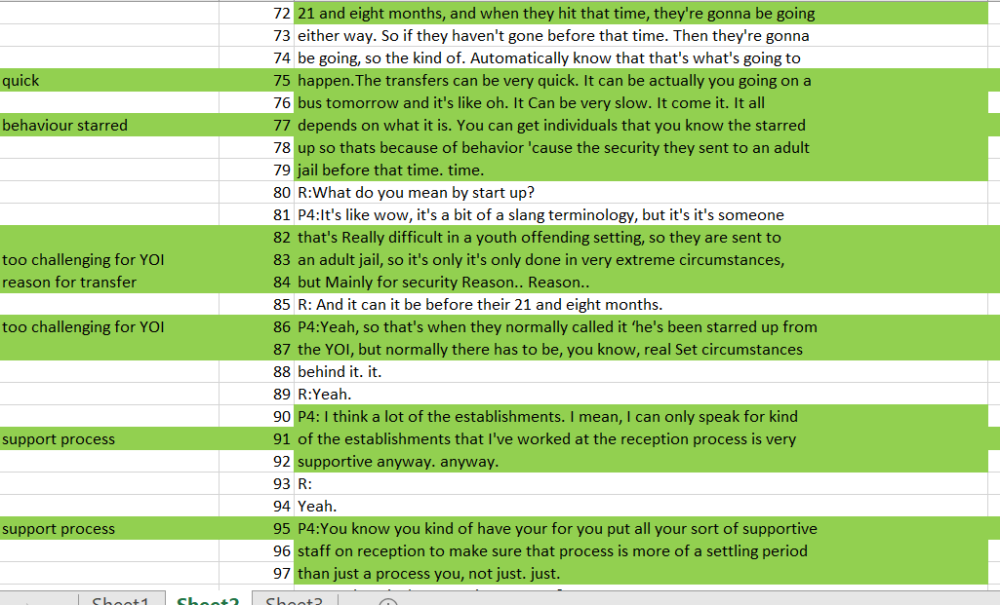 72 21 and eight months, and when they hit that time, they're gonna be going
73 either way. So if they haven't gone before that time. Then they're gonna
74 be going, so the kind of. Automatically know that that's what's going to
quick 75 happen.The transfers can be very quick. It can be actually you going on a
76 bus tomorrow and it's like oh. It Can be very slow. It come it. It all
behaviour starred 77 depends on what it is. You can get individuals that you know the starred
78 up so thats because of behavior 'cause the security they sent to an adult
79 jail before that time. time.
80 R:What do you mean by start up?
81 P4:It's like wow, it's a bit of a slang terminology, but it's it's someone
82 that's Really difficult in a youth offending setting, so they are sent to
too challenging for YOI 83 an adult jail, so it's only it's only done in very extreme circumstances,
reason for transfer 84 but Mainly for security Reason.. Reason..
85 R: And it can it be before their 21 and eight months.
too challenging for YOI 86 P4:Yeah, so that's when they normally called it ‘he's been starred up from
87 the YOI, but normally there has to be, you know, real Set circumstances
88 behind it. it.
89 R:Yeah.
90 P4: I think a lot of the establishments. I mean, I can only speak for kind
support process 91 of the establishments that I've worked at the reception process is very
92 supportive anyway. anyway.
93 R:
94 Yeah.
support process 95 P4:You know you kind of have your for you put all your sort of supportive
96 staff on reception to make sure that process is more of a settling period
97 than just a process you, not just. just.
Sheet1 Sheet2 Sheet3